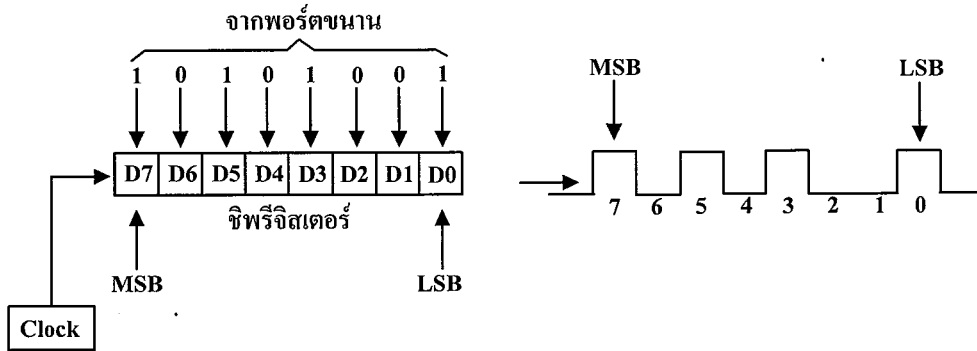 จากพอร์ตขนาน
1 0 1 0 1 0 0 1
D7 D6 D5 D4 D3 D2 D1 D0
ชิพรีจิสเตอร์
MSB LSB
Clock
MSB LSB
7 6 5 4 3 2 1 0